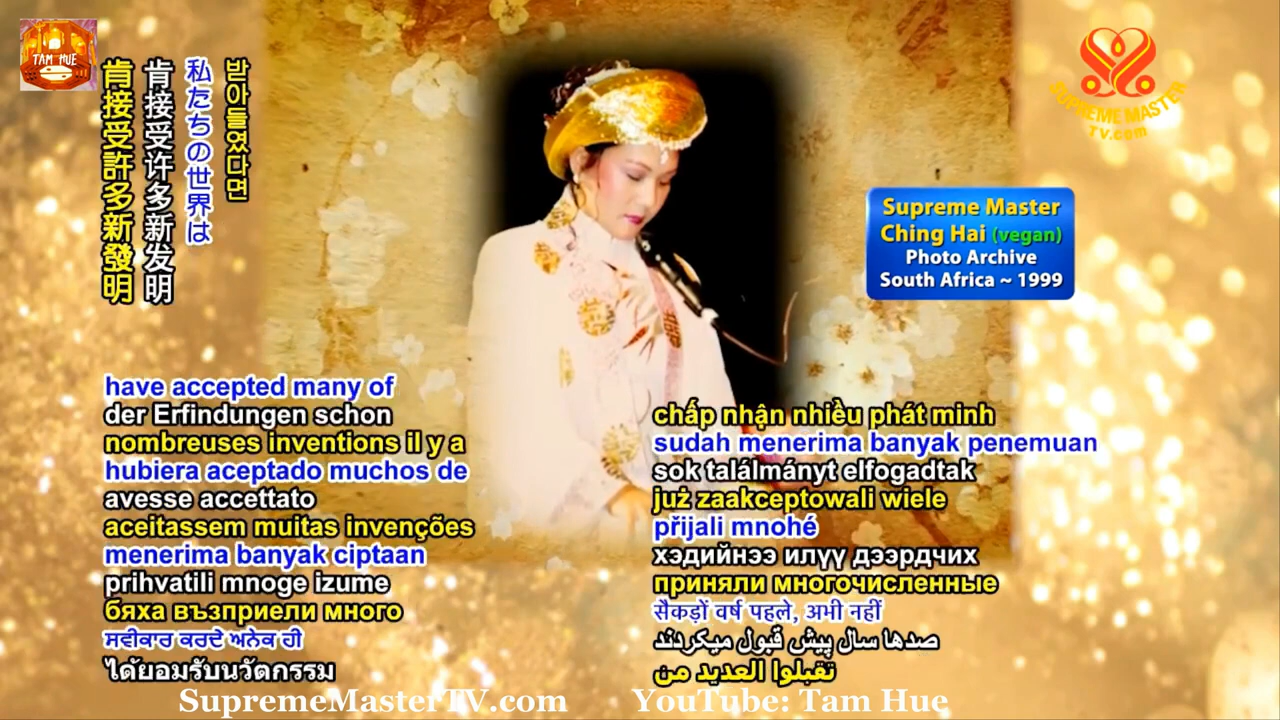 TAM HUE
肯接受許多新發明
肯接受许多新发明
私たちの世界は
받아들였다면
SUPREME MASTER
TV.com
Supreme Master
Ching Hai (vegan)
Photo Archive
South Africa ~ 1999
have accepted many of
der Erfindungen schon
nombreuses inventions il y a
hubiera aceptado muchos de
avesse accettato
aceitassem muitas invenções
menerima banyak ciptaan
prihvatili mnoge izume
бяха възприели много
ਸਵੀਕਾਰ ਕਰਦੇ ਅਨੇਕ ਹੀ
ได้ยอมรับนวัตกรรม
chấp nhận nhiều phát minh
sudah menerima banyak penemuan
sok találmányt elfogadtak
już zaakceptowali wiele
přijali mnohé
хэдийнээ илүү дээрдчих
приняли многочисленные
सैकड़ों वर्ष पहले, अभी नहीं
صدها سال پیش قبول میکردند
تقبلوا العديد من
SupremeMasterTV.com
YouTube: Tam Hue